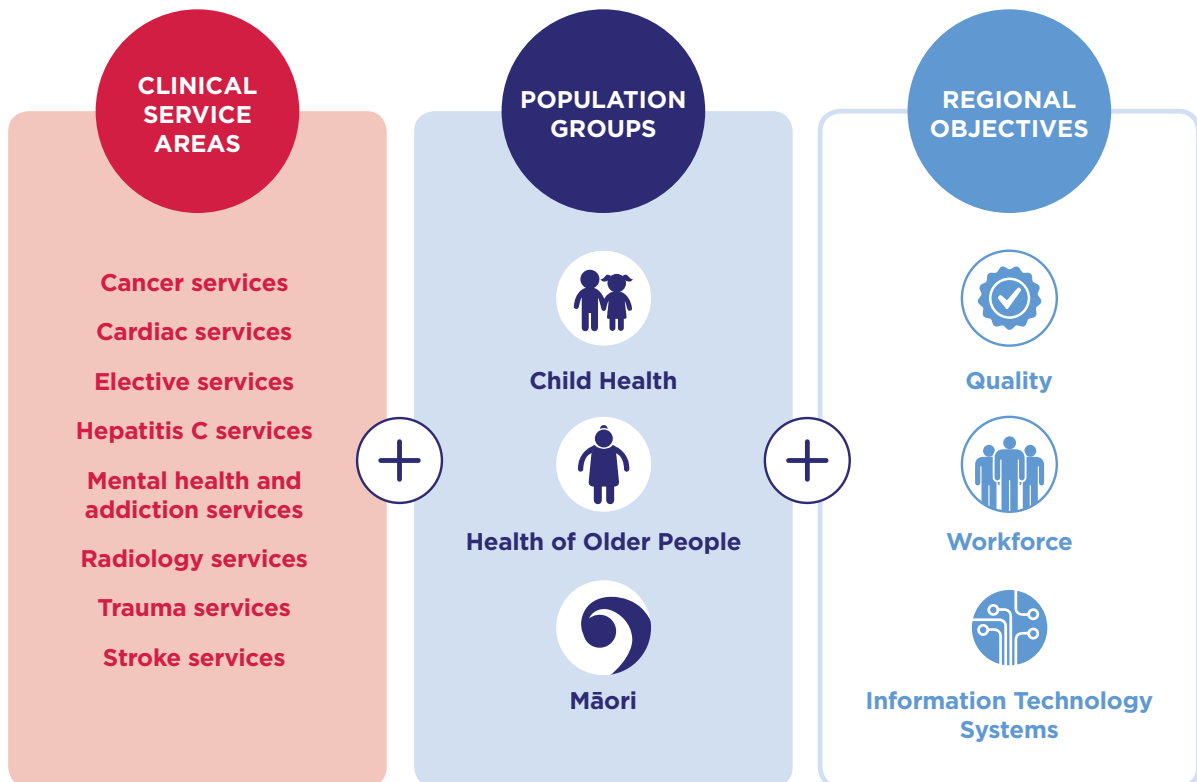 CLINICAL
SERVICE
AREAS
Cancer services
Cardiac services
Elective services
Hepatitis C services
Mental health and
addiction services
Radiology services
Trauma services
Stroke services
POPULATION
GROUPS
Child Health
Health of Older People
Māori
REGIONAL
OBJECTIVES
Quality
Workforce
Information Technology
Systems